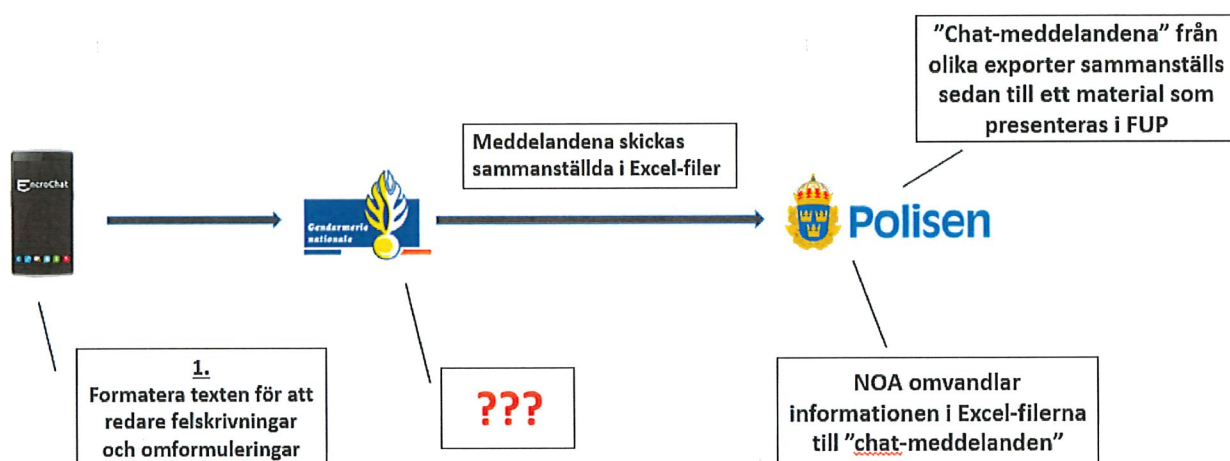 "Chat-meddelandena" från
olika exporter sammanställs
sedan till ett material som
presenteras i FUP
Meddelandena skickas
sammanställda i Excel-filer
EncroChat
Gendarmerie
nationale
Polisen
1.
Formatera texten för att
redare felskrivningar
och omformuleringar
???
NOA omvandlar
informationen i Excel-filerna
till "chat-meddelanden"